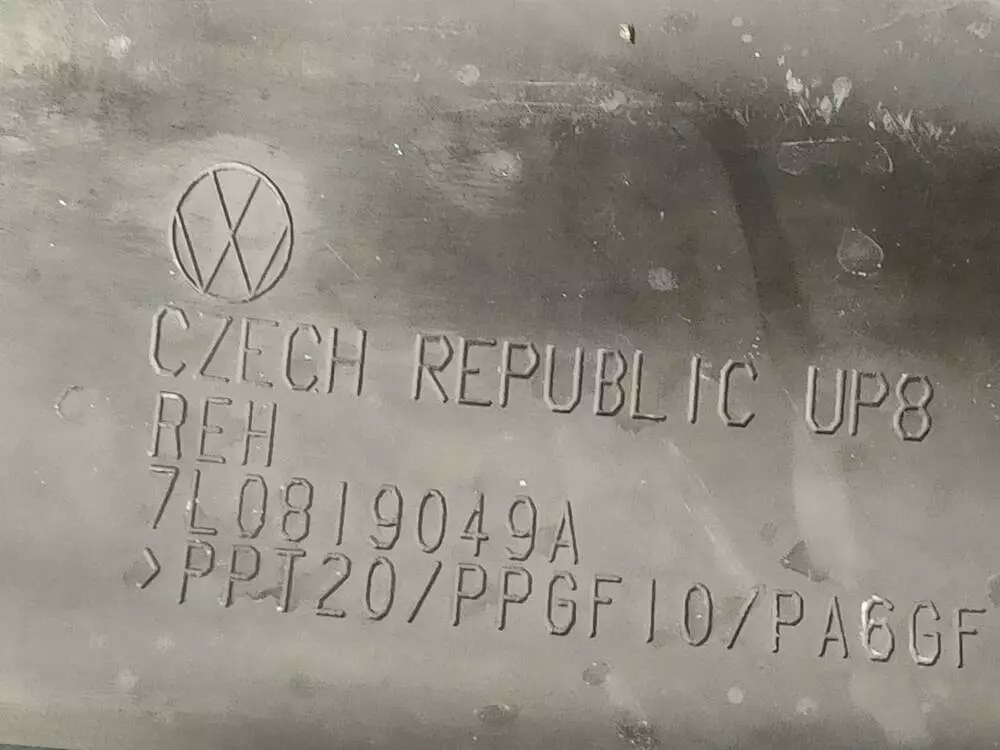 CZECH REPUBLIC UP8
REH
7L0819049A
>PPT20/PPGF10/PA6GF